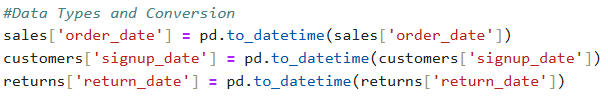 #Data Types and Conversion
sales['order_date'] = pd.to_datetime(sales['order_date'])
customers['signup_date'] = pd.to_datetime(customers['signup_date'])
returns['return_date'] = pd.to_datetime(returns['return_date'])